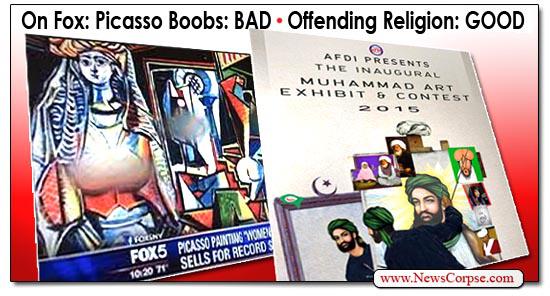 On Fox: Picasso Boobs: BAD • Offending Religion: GOOD
FOXSNY
FOX5
10:20 71°
PICASSO PAINTING "WOMEN
SELLS FOR RECORD S
AFDI PRESENTS
THE INAUGURAL
MUHAMMAD ART
EXHIBIT & CONTEST
2015
www.NewsCorpse.com